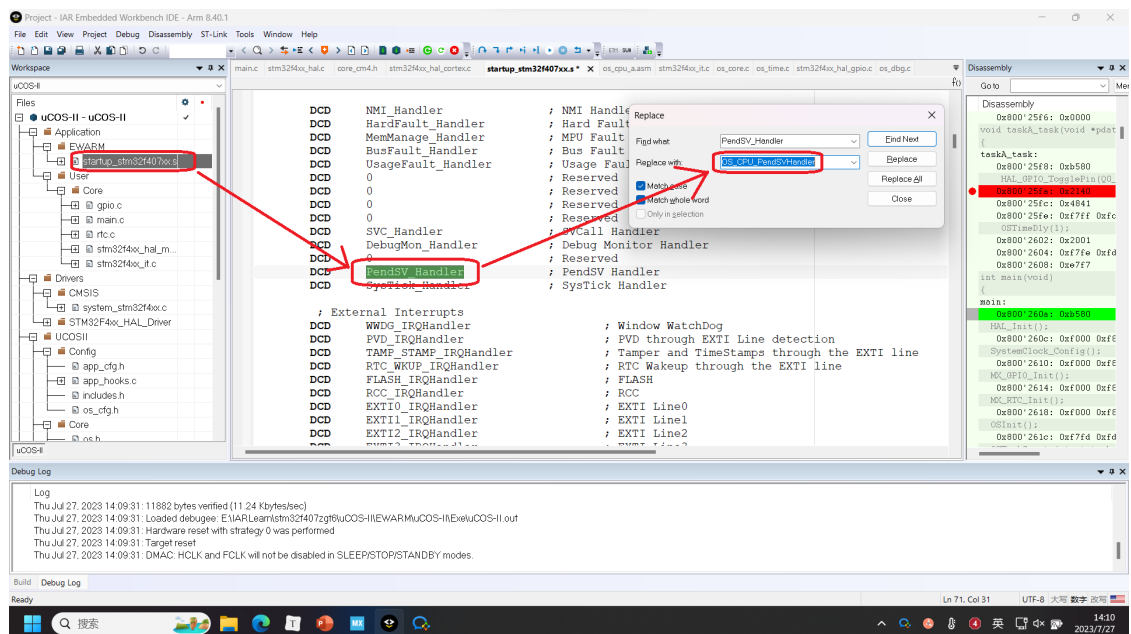 Project - IAR Embedded Workbench IDE - Arm 8.40.1
File Edit View Project Debug Disassembly ST-Link Tools Window Help
Workspace
uCOS-II
Files
uCOS-II - uCOS-II
Application
EWARM
startup_stm32f407xx.s
User
Core
gpio.c
main.c
rtc.c
stm32f4xx_hal_m...
stm32f4xx_it.c
Drivers
CMSIS
system_stm32f4xx.c
STM32F4xx_HAL_Driver
UCOSII
Config
app_cfg.h
app_hooks.c
includes.h
os_cfg.h
Core
os.h
uCOS-II
main.c stm32f4xx_hal.c core_cm4.h stm32f4xx_hal_cortex.c startup_stm32f407xx.s * os_cpu_a.asm stm32f4xx_it.c os_core.c os_time.c stm32f4xx_hal_gpio.c os_dbg.c
f()
DCD NMI_Handler ; NMI Handle
DCD HardFault_Handler ; Hard Fault
DCD MemManage_Handler ; MPU Fault
DCD BusFault_Handler ; Bus Fault
DCD UsageFault_Handler ; Usage Faul
DCD 0 ; Reserved
DCD 0 ; Reserved
DCD 0 ; Reserved
DCD 0 ; Reserved
DCD SVC_Handler ; SVCall Handler
DCD DebugMon_Handler ; Debug Monitor Handler
DCD 0 ; Reserved
DCD PendSV_Handler ; PendSV Handler
DCD SysTick_Handler ; SysTick Handler
; External Interrupts
DCD WWDG_IRQHandler ; Window WatchDog
DCD PVD_IRQHandler ; PVD through EXTI Line detection
DCD TAMP_STAMP_IRQHandler ; Tamper and TimeStamps through the EXTI line
DCD RTC_WKUP_IRQHandler ; RTC Wakeup through the EXTI line
DCD FLASH_IRQHandler ; FLASH
DCD RCC_IRQHandler ; RCC
DCD EXTI0_IRQHandler ; EXTI Line0
DCD EXTI1_IRQHandler ; EXTI Line1
DCD EXTI2_IRQHandler ; EXTI Line2
DCD EXTI3_IRQHandler ; EXTI Line3
Replace
Find what: PendSV_Handler Find Next
Replace with: OS_CPU_PendSVHandler Replace
Replace All
Match case
Match whole word Close
Only in selection
Disassembly
Go to Mer
Disassembly
0x800'25f6: 0x0000
void taskA_task(void *pdat
{
taskA_task:
0x800'25f8: 0xb580
HAL_GPIO_TogglePin(QO_
0x800'25fa: 0x2140
0x800'25fc: 0x4841
0x800'25fe: 0xf7ff 0xfc
OSTimeDly(1);
0x800'2602: 0x2001
0x800'2604: 0xf7fe 0xfd
0x800'2608: 0xe7f7
int main(void)
{
main:
0x800'260a: 0xb580
HAL_Init();
0x800'260c: 0xf000 0xf8
SystemClock_Config();
0x800'2610: 0xf000 0xf8
MX_GPIO_Init();
0x800'2614: 0xf000 0xf8
MX_RTC_Init();
0x800'2618: 0xf000 0xf8
OSInit();
0x800'261c: 0xf7fd 0xfd
Debug Log
Log
Thu Jul 27, 2023 14:09:31: 11882 bytes verified (11.24 Kbytes/sec)
Thu Jul 27, 2023 14:09:31: Loaded debugee: E:\IARLearn\stm32f407zgt6\uCOS-II\EWARM\uCOS-II\Exe\uCOS-II.out
Thu Jul 27, 2023 14:09:31: Hardware reset with strategy 0 was performed
Thu Jul 27, 2023 14:09:31: Target reset
Thu Jul 27, 2023 14:09:31: DMAC: HCLK and FCLK will not be disabled in SLEEP/STOP/STANDBY modes.
Build Debug Log
Ready Ln 71, Col 31 UTF-8 大写 数字 改写
搜索
英
14:10
2023/7/27